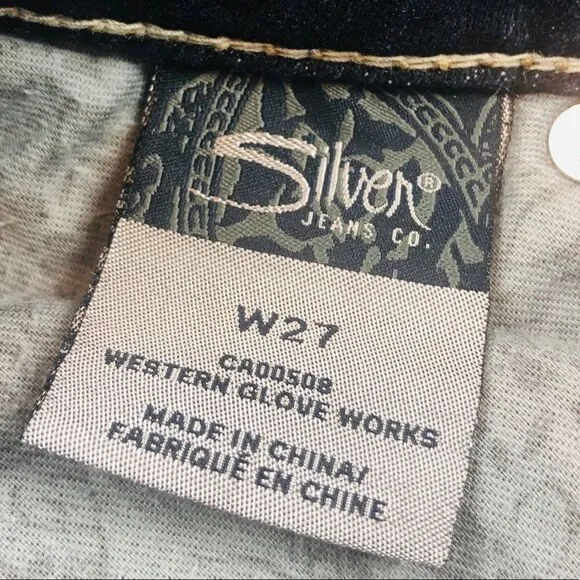 Silver®
JEANS CO.
W27
CA00508
WESTERN GLOVE WORKS
MADE IN CHINA/
FABRIQUÉ EN CHINE